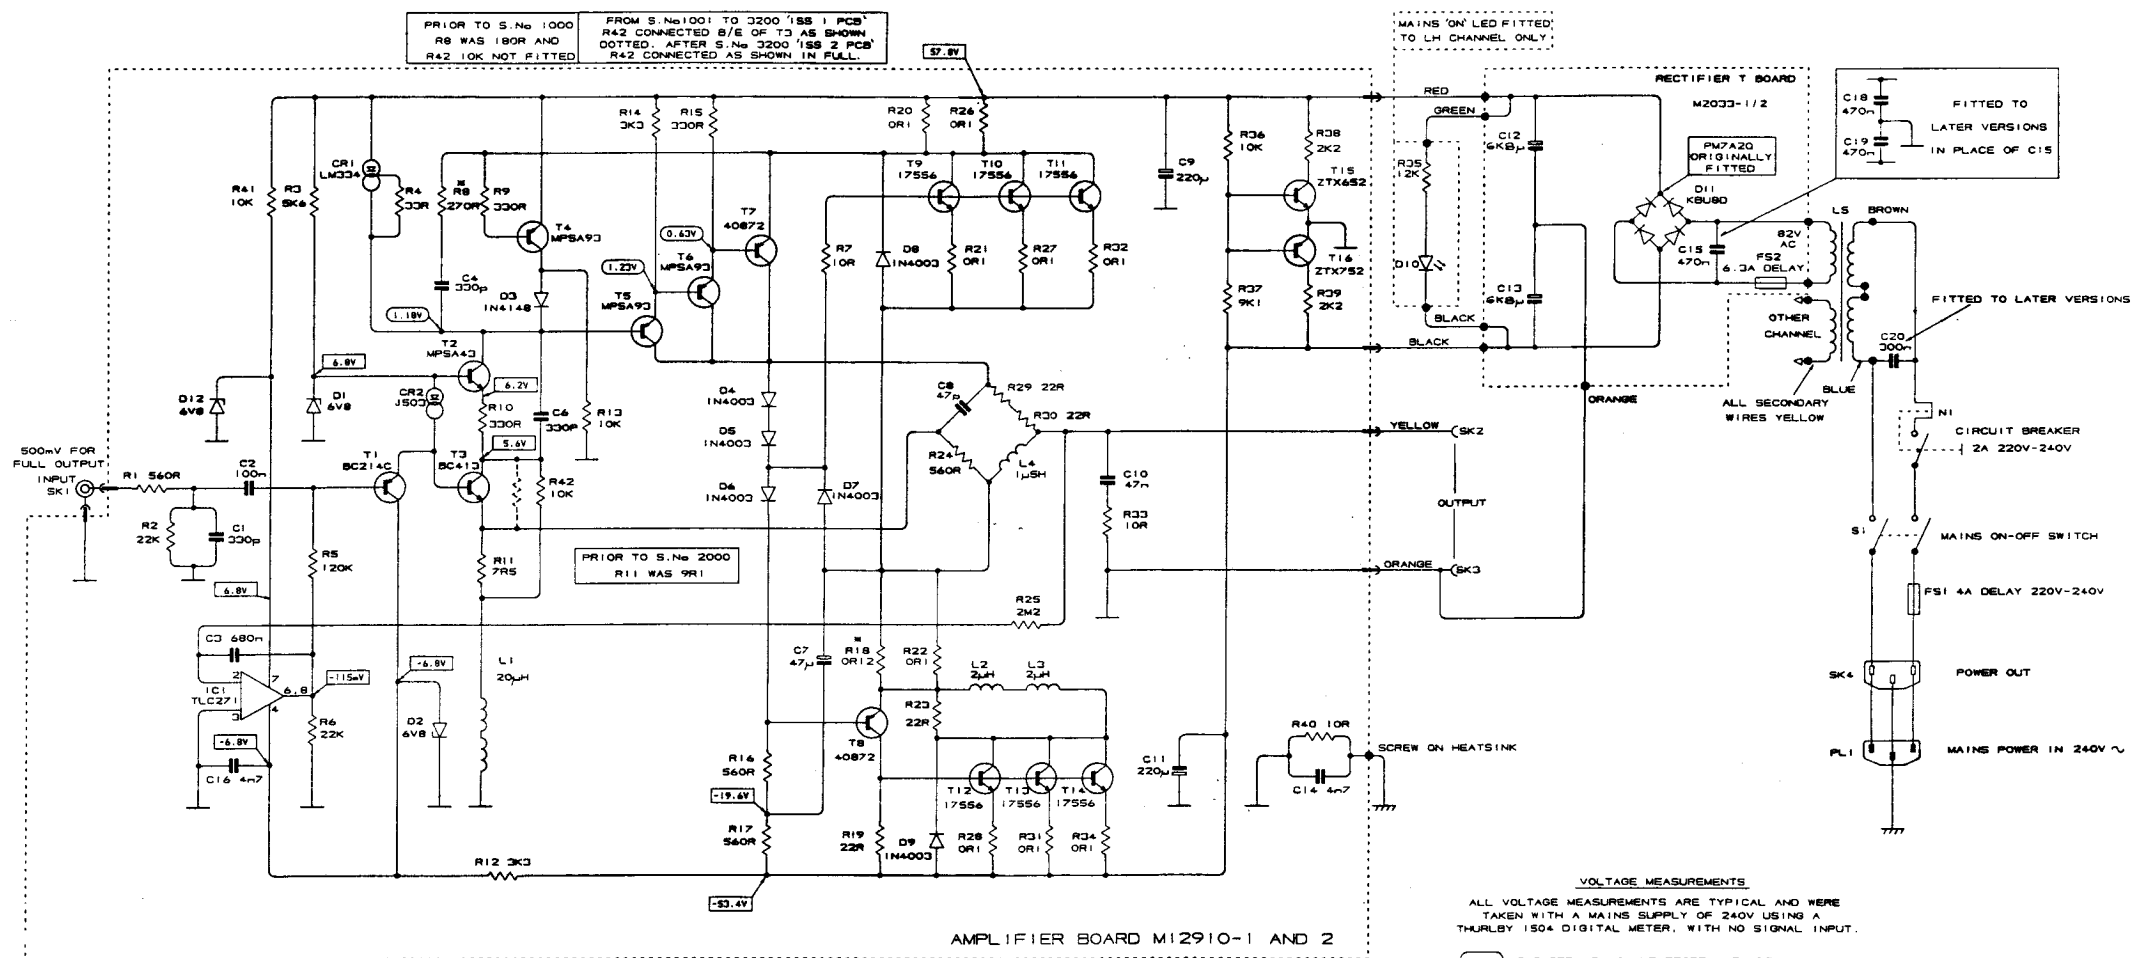 PRIOR TO S.No 1000
R8 WAS 180R AND
R42 10K NOT FITTED
FROM S.No1001 TO 3200 'ISS 1 PCB'
R42 CONNECTED B/E OF T3 AS SHOWN
DOTTED. AFTER S.No 3200 'ISS 2 PCB'
R42 CONNECTED AS SHOWN IN FULL.
57.8V
MAINS 'ON' LED FITTED
TO LH CHANNEL ONLY
RECTIFIER T BOARD
M2033-1/2
PM7A2Q
ORIGINALLY
FITTED
C18
470n
C19
470n
FITTED TO
LATER VERSIONS
IN PLACE OF C15
RED
GREEN
R41
10K
R3
5K6
CR1
LM334
R4
33R
*
R8
270R
R9
330R
T4
MPSA93
R14
3K3
R15
330R
T7
40872
R20
0R1
R26
0R1
T9
17556
T10
17556
T11
17556
C9
220µ
R36
10K
R38
2K2
T15
ZTX652
T16
ZTX752
R37
9K1
R39
2K2
R35
12K
D10
C12
6K8µ
C13
6K8µ
D11
KBU8D
C15
470n
82V
AC
FS2
6.3A DELAY
LS
BROWN
OTHER
CHANNEL
FITTED TO LATER VERSIONS
C20
300n
BLUE
ALL SECONDARY
WIRES YELLOW
BLACK
BLACK
ORANGE
0.63V
1.23V
1.18V
T6
MPSA93
T5
MPSA93
C4
330p
D3
1N4148
R7
10R
D8
1N4003
R21
0R1
R27
0R1
R32
0R1
T2
MPSA43
6.8V
6.2V
D12
6V8
D1
6V8
CR2
J503
R10
330R
C6
330P
R13
10K
D4
1N4003
D5
1N4003
D6
1N4003
D7
1N4003
C8
47p
R29 22R
R30 22R
R24
560R
L4
1µ5H
C10
47n
R33
10R
YELLOW
SK2
OUTPUT
ORANGE
SK3
N1
CIRCUIT BREAKER
2A 220V-240V
S1
MAINS ON-OFF SWITCH
FS1 4A DELAY 220V-240V
SK4
POWER OUT
PL1
MAINS POWER IN 240V ~
500mV FOR
FULL OUTPUT
INPUT
SK1
R1 560R
C2
100n
T1
BC214C
T3
BC413
5.6V
R42
10K
R2
22K
C1
330p
R5
120K
R11
7R5
PRIOR TO S.No 2000
R11 WAS 9R1
6.8V
R25
2M2
C3 680n
2
7
IC1
TLC271
6,8
3
4
-115mV
-6.8V
L1
20µH
R6
22K
D2
6V8
-6.8V
C16 4n7
C7
47µ
*
R18
0R12
R22
0R1
L2
2µH
L3
2µH
R23
22R
T8
40872
R16
560R
-19.6V
R17
560R
R19
22R
D9
1N4003
T12
17556
T13
17556
T14
17556
R28
0R1
R31
0R1
R34
0R1
C11
220µ
R40 10R
C14 4n7
SCREW ON HEATSINK
R12 3K3
-53.4V
AMPLIFIER BOARD M12910-1 AND 2
VOLTAGE MEASUREMENTS
ALL VOLTAGE MEASUREMENTS ARE TYPICAL AND WERE
TAKEN WITH A MAINS SUPPLY OF 240V USING A
THURLBY 1504 DIGITAL METER, WITH NO SIGNAL INPUT.